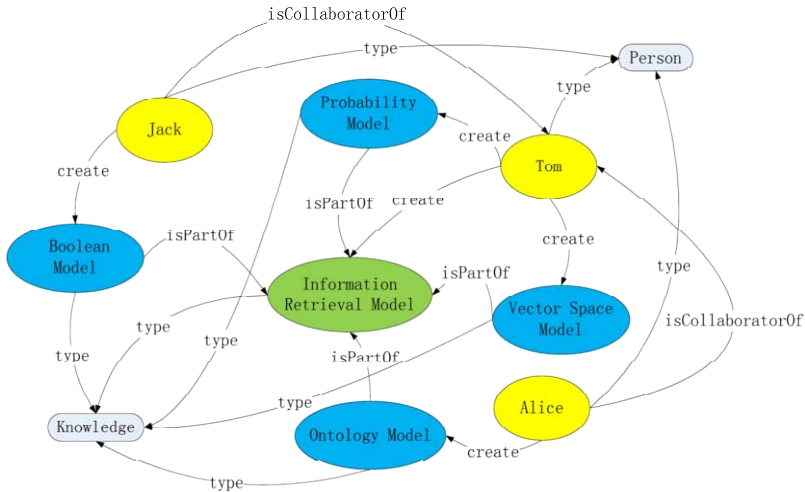 isCollaboratorOf
type
Person
type
Probability
Model
Jack
create
Tom
create
isPartOf
create
isPartOf
create
Boolean
Model
isPartOf
type
Information
Retrieval Model
Vector Space
Model
isCollaboratorOf
type
type
isPartOf
type
type
Alice
Knowledge
Ontology Model
create
type